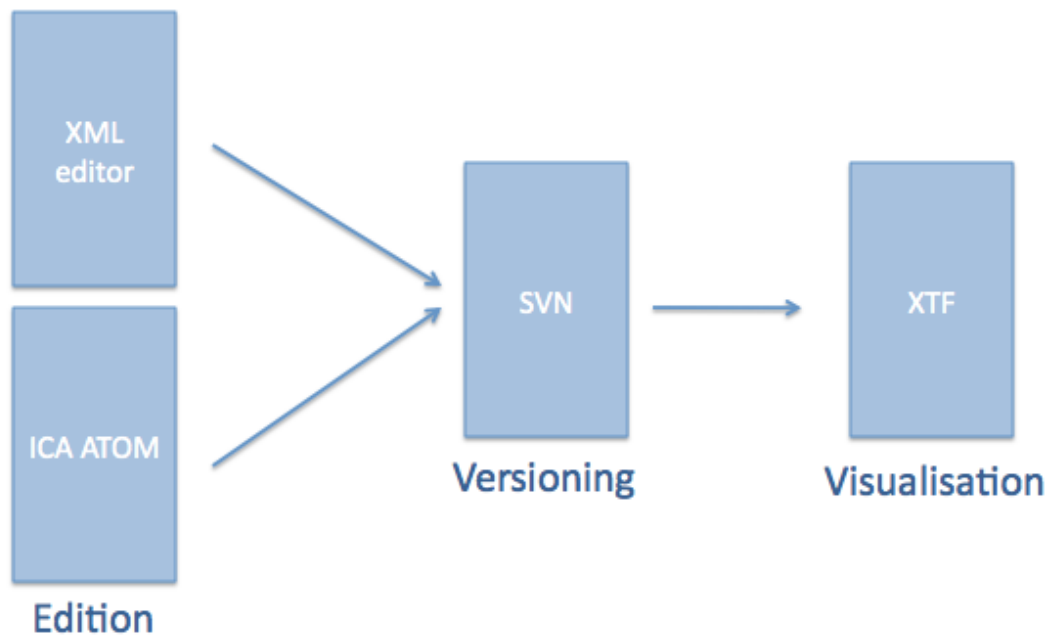 XML
editor
ICA ATOM
Edition
SVN
Versioning
XTF
Visualisation